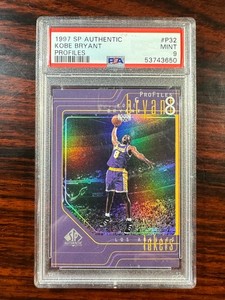 1997 SP AUTHENTIC #P32
KOBE BRYANT MINT
PROFILES PSA 9
53743650
PROFILES
bryant
8
LOS ANGELES
lakers